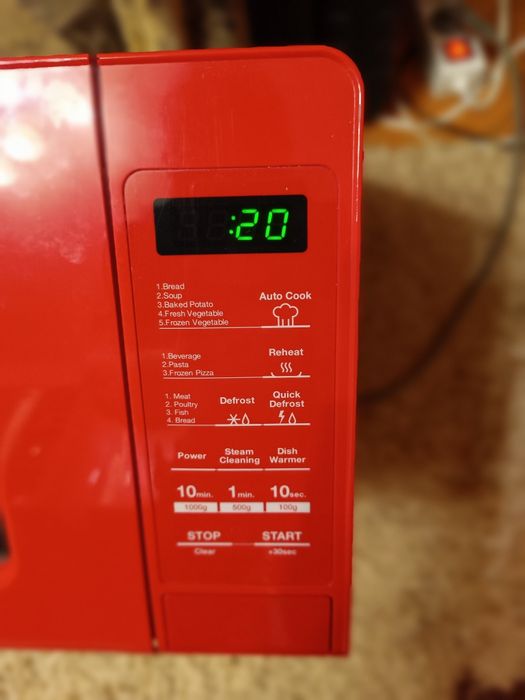 :20
1.Bread
2.Soup
3.Baked Potato
4.Fresh Vegetable
5.Frozen Vegetable
Auto Cook
1.Beverage
2.Pasta
3.Frozen Pizza
Reheat
1. Meat
2. Poultry
3. Fish
4. Bread
Defrost
Quick
Defrost
Power
Steam
Cleaning
Dish
Warmer
10min. 1min. 10sec.
1000g 500g 100g
STOP START
Clear +30sec